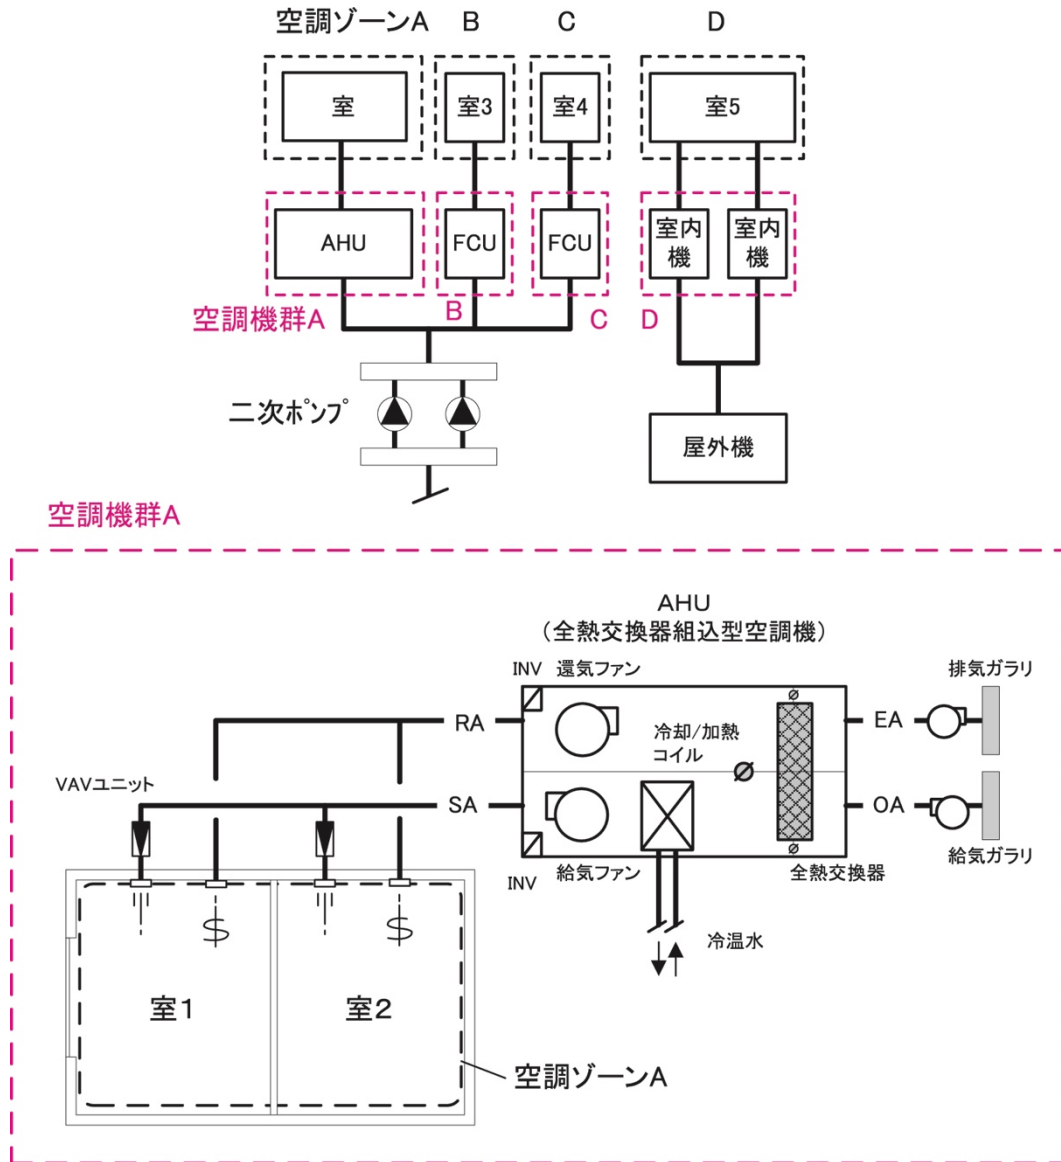 空調ゾーンA B C D
室 室3 室4 室5
AHU FCU FCU 室内機 室内機
空調機群A B C D
二次ポンプ
屋外機
空調機群A
AHU
(全熱交換器組込型空調機)
INV 還気ファン
排気ガラリ
RA
EA
冷却/加熱
コイル
VAVユニット
SA
OA
INV
給気ファン
全熱交換器
給気ガラリ
冷温水
室1 室2
空調ゾーンA